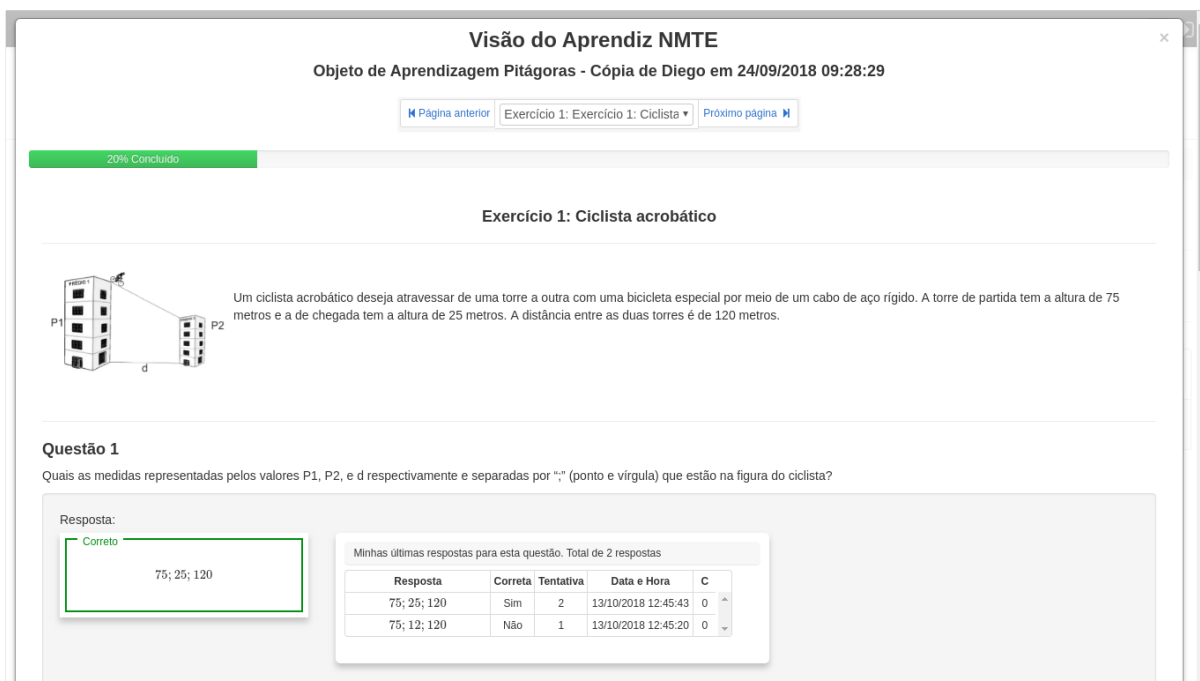 Visão do Aprendiz NMTE
×
Objeto de Aprendizagem Pitágoras - Cópia de Diego em 24/09/2018 09:28:29
Página anterior Exercício 1: Exercício 1: Ciclista Próximo página
20% Concluído
Exercício 1: Ciclista acrobático
PRÉDIO 1
P1
P2
d
Um ciclista acrobático deseja atravessar de uma torre a outra com uma bicicleta especial por meio de um cabo de aço rígido. A torre de partida tem a altura de 75
metros e a de chegada tem a altura de 25 metros. A distância entre as duas torres é de 120 metros.
Questão 1
Quais as medidas representadas pelos valores P1, P2, e d respectivamente e separadas por “;” (ponto e vírgula) que estão na figura do ciclista?
Resposta:
Correto
75; 25; 120
Minhas últimas respostas para esta questão. Total de 2 respostas
Resposta Correta Tentativa Data e Hora C
75; 25; 120 Sim 2 13/10/2018 12:45:43 0
75; 12; 120 Não 1 13/10/2018 12:45:20 0